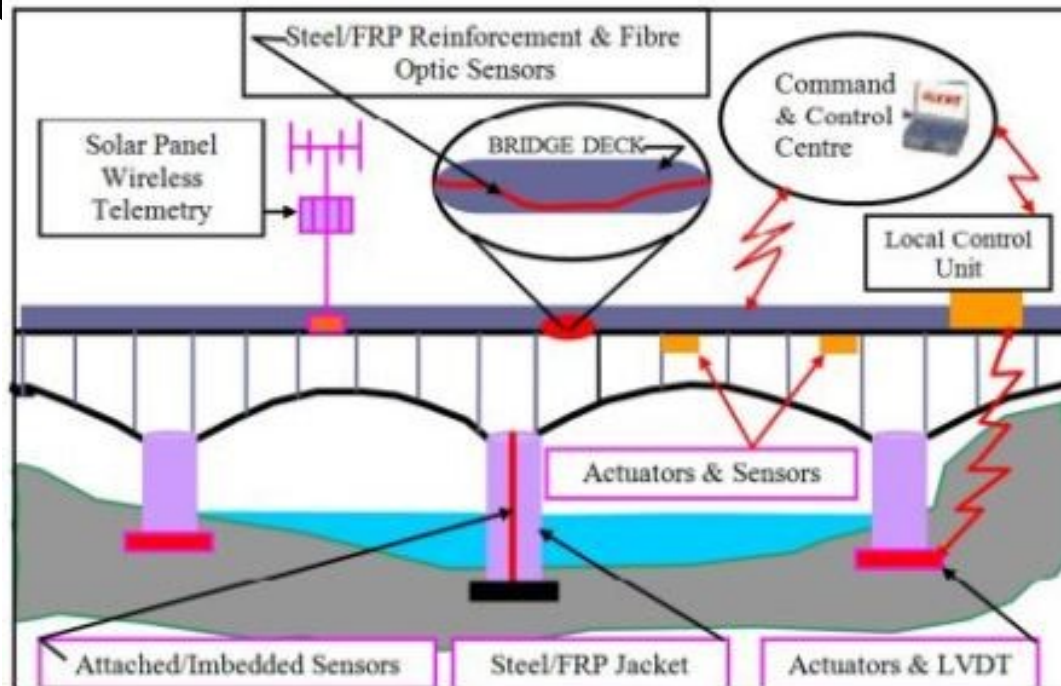 Steel/FRP Reinforcement & Fibre
Optic Sensors
Command
& Control
Centre
ALERT
Solar Panel
Wireless
Telemetry
BRIDGE DECK
Local Control
Unit
Actuators & Sensors
Attached/Imbedded Sensors
Steel/FRP Jacket
Actuators & LVDT